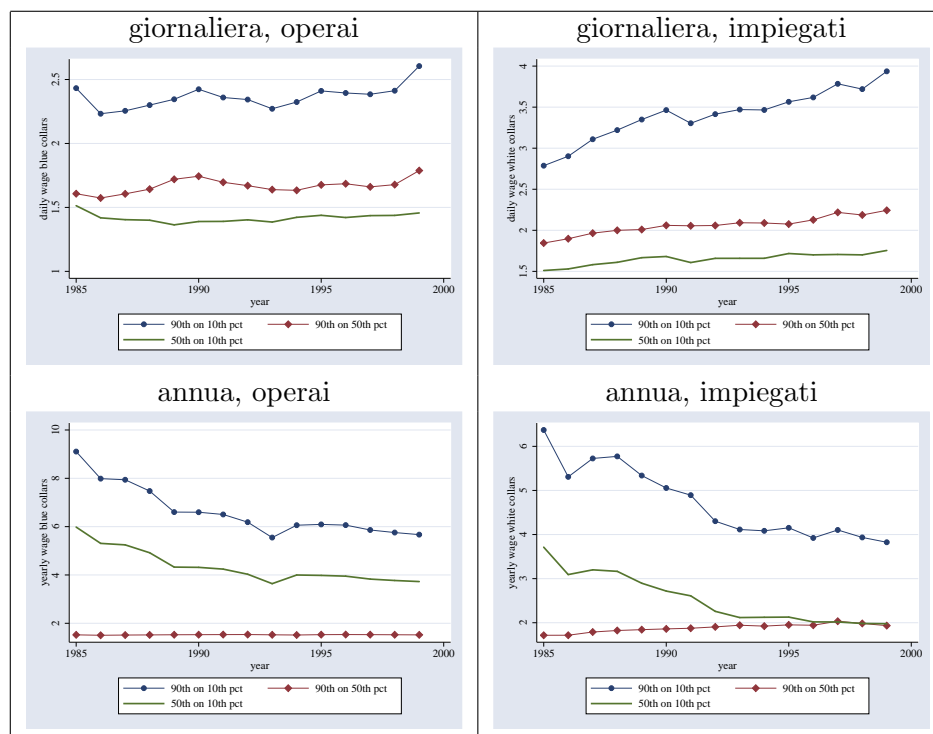 giornaliera, operai
daily wage blue collars
2.5
2
1.5
1
1985
1990
1995
2000
year
90th on 10th pct
90th on 50th pct
50th on 10th pct
giornaliera, impiegati
daily wage white collars
4
3.5
3
2.5
2
1.5
1985
1990
1995
2000
year
90th on 10th pct
90th on 50th pct
50th on 10th pct
annua, operai
yearly wage blue collars
10
8
6
4
2
1985
1990
1995
2000
year
90th on 10th pct
90th on 50th pct
50th on 10th pct
annua, impiegati
yearly wage white collars
6
5
4
3
2
1985
1990
1995
2000
year
90th on 10th pct
90th on 50th pct
50th on 10th pct